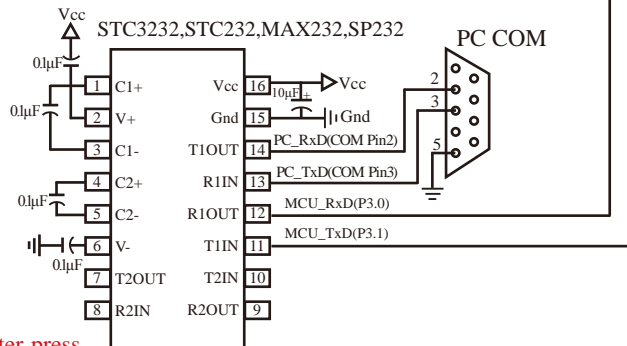 Vcc
STC3232,STC232,MAX232,SP232
PC COM
0.1μF
1 C1+ Vcc 16 Vcc
10μF +
0.1μF
2 V+ Gnd 15 Gnd
3 C1- T1OUT 14 PC_RxD(COM Pin2)
4 C2+ R1IN 13 PC_TxD(COM Pin3)
0.1μF
5 C2- R1OUT 12 MCU_RxD(P3.0)
6 V- T1IN 11 MCU_TxD(P3.1)
0.1μF
7 T2OUT T2IN 10
8 R2IN R2OUT 9
2
3
5
press